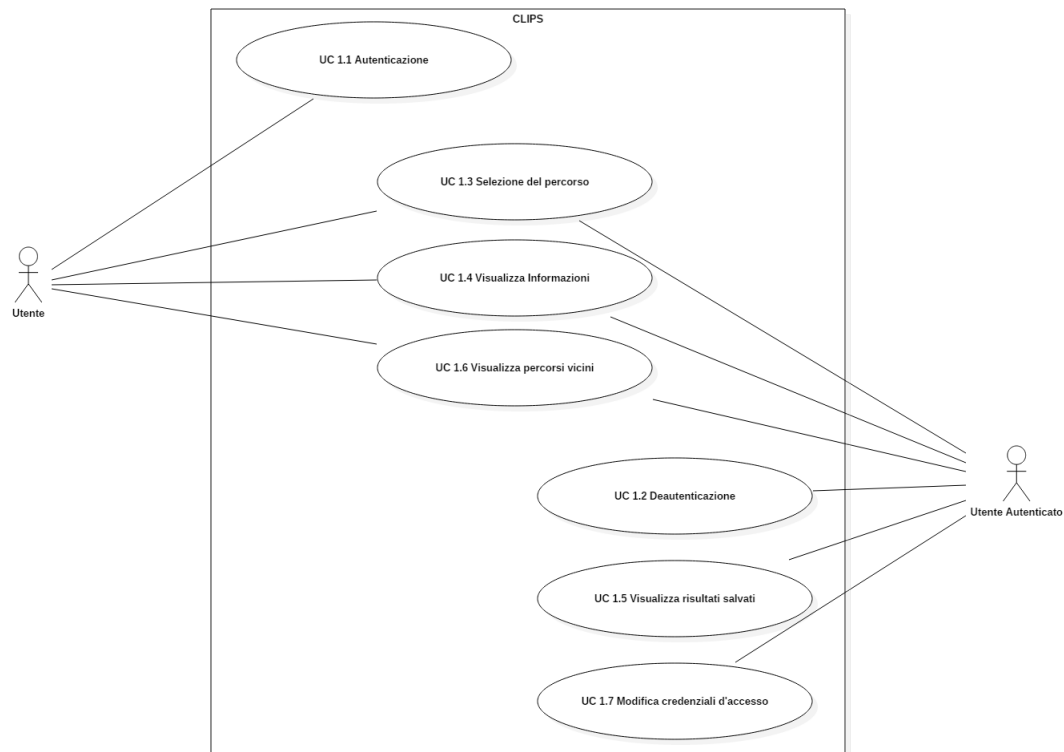 CLIPS
UC 1.1 Autenticazione
UC 1.3 Selezione del percorso
UC 1.4 Visualizza Informazioni
Utente
UC 1.6 Visualizza percorsi vicini
UC 1.2 Deautenticazione
Utente Autenticato
UC 1.5 Visualizza risultati salvati
UC 1.7 Modifica credenziali d'accesso